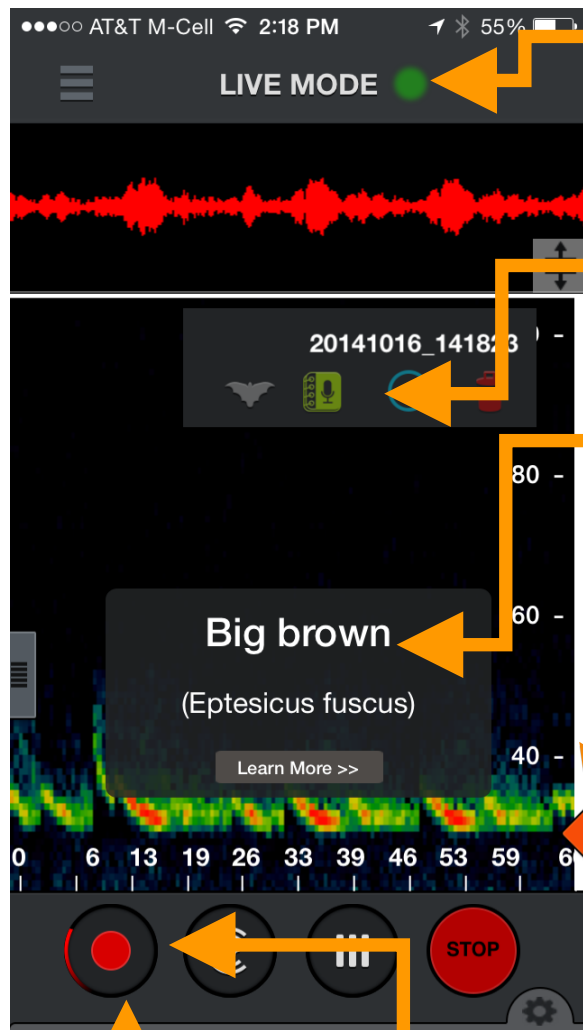 AT&T M-Cell 2:18 PM 55%
LIVE MODE
20141016_141823
80 -
Big brown
60 -
(Eptesicus fuscus)
Learn More >>
40 -
0 6 13 19 26 33 39 46 53 59
STOP